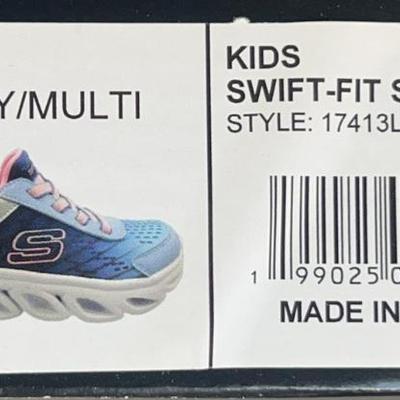 Y/MULTI
S
KIDS
SWIFT-FIT S
STYLE: 17413L
1 99025 0
MADE IN